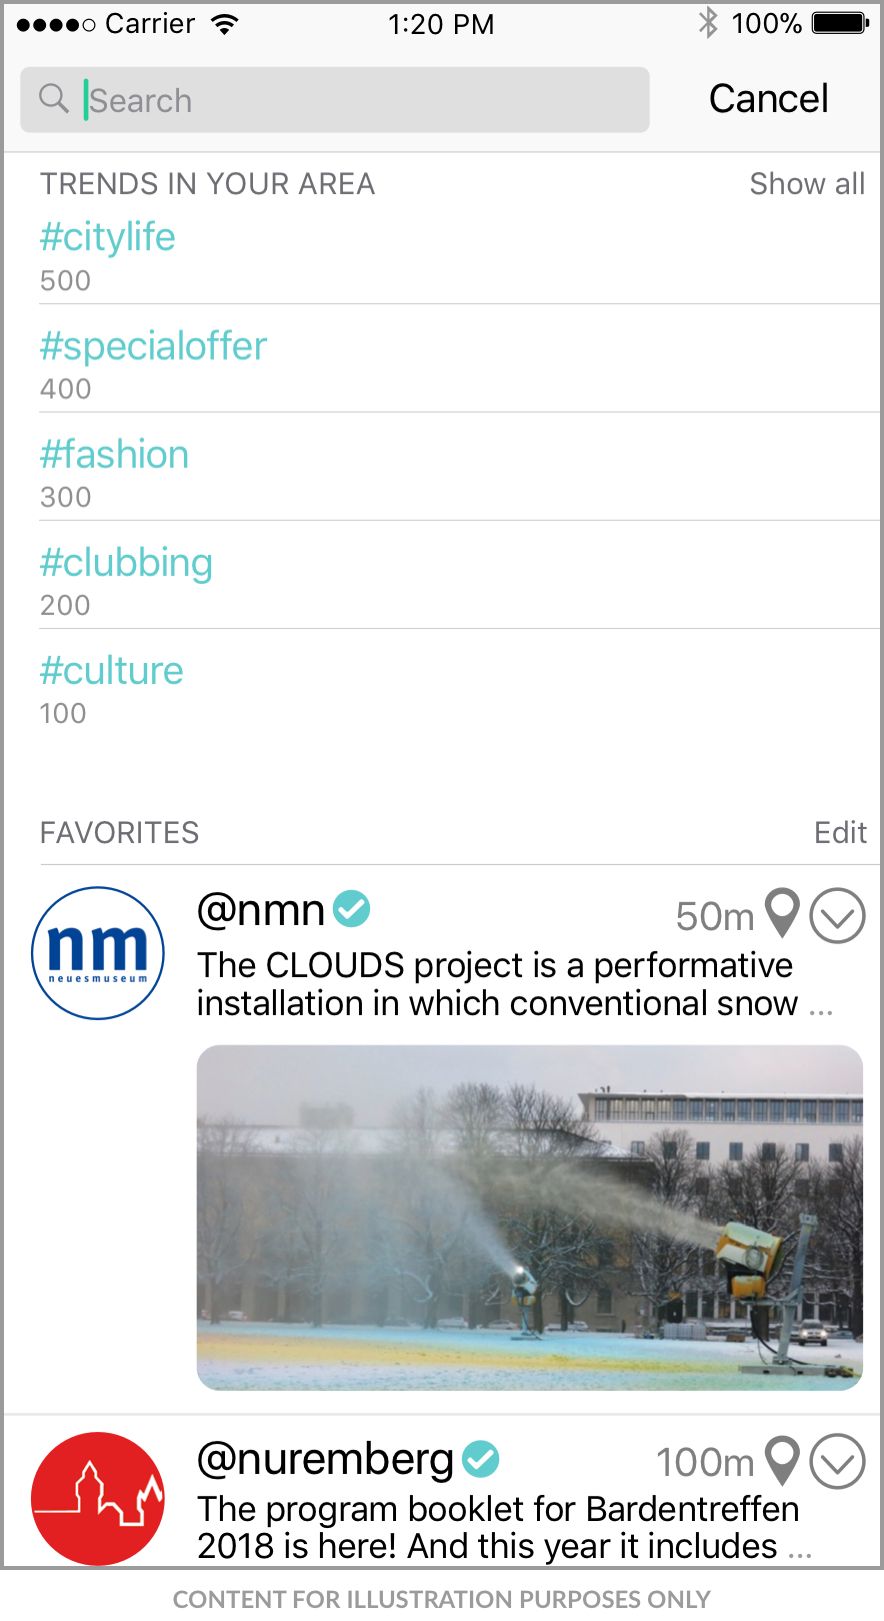 Carrier 1:20 PM 100%
Search Cancel
TRENDS IN YOUR AREA Show all
#citylife
500
#specialoffer
400
#fashion
300
#clubbing
200
#culture
100
FAVORITES Edit
nm
neuesmuseum
@nmn 50m
The CLOUDS project is a performative
installation in which conventional snow ...
@nuremberg 100m
The program booklet for Bardentreffen
2018 is here! And this year it includes ...
CONTENT FOR ILLUSTRATION PURPOSES ONLY